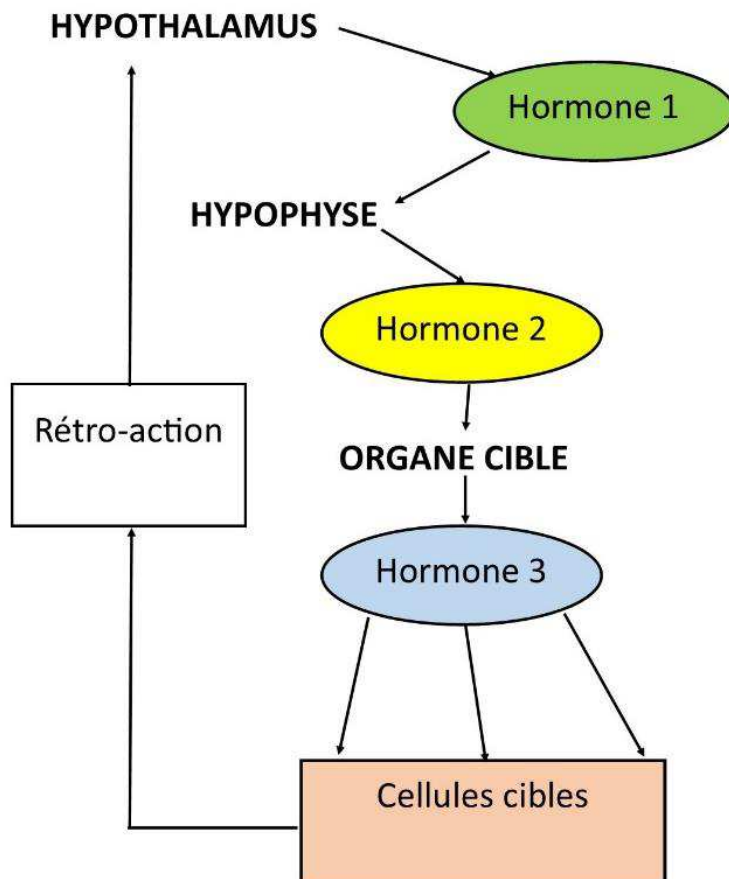 HYPOTHALAMUS
Hormone 1
HYPOPHYSE
Hormone 2
Rétro-action
ORGANE CIBLE
Hormone 3
Cellules cibles